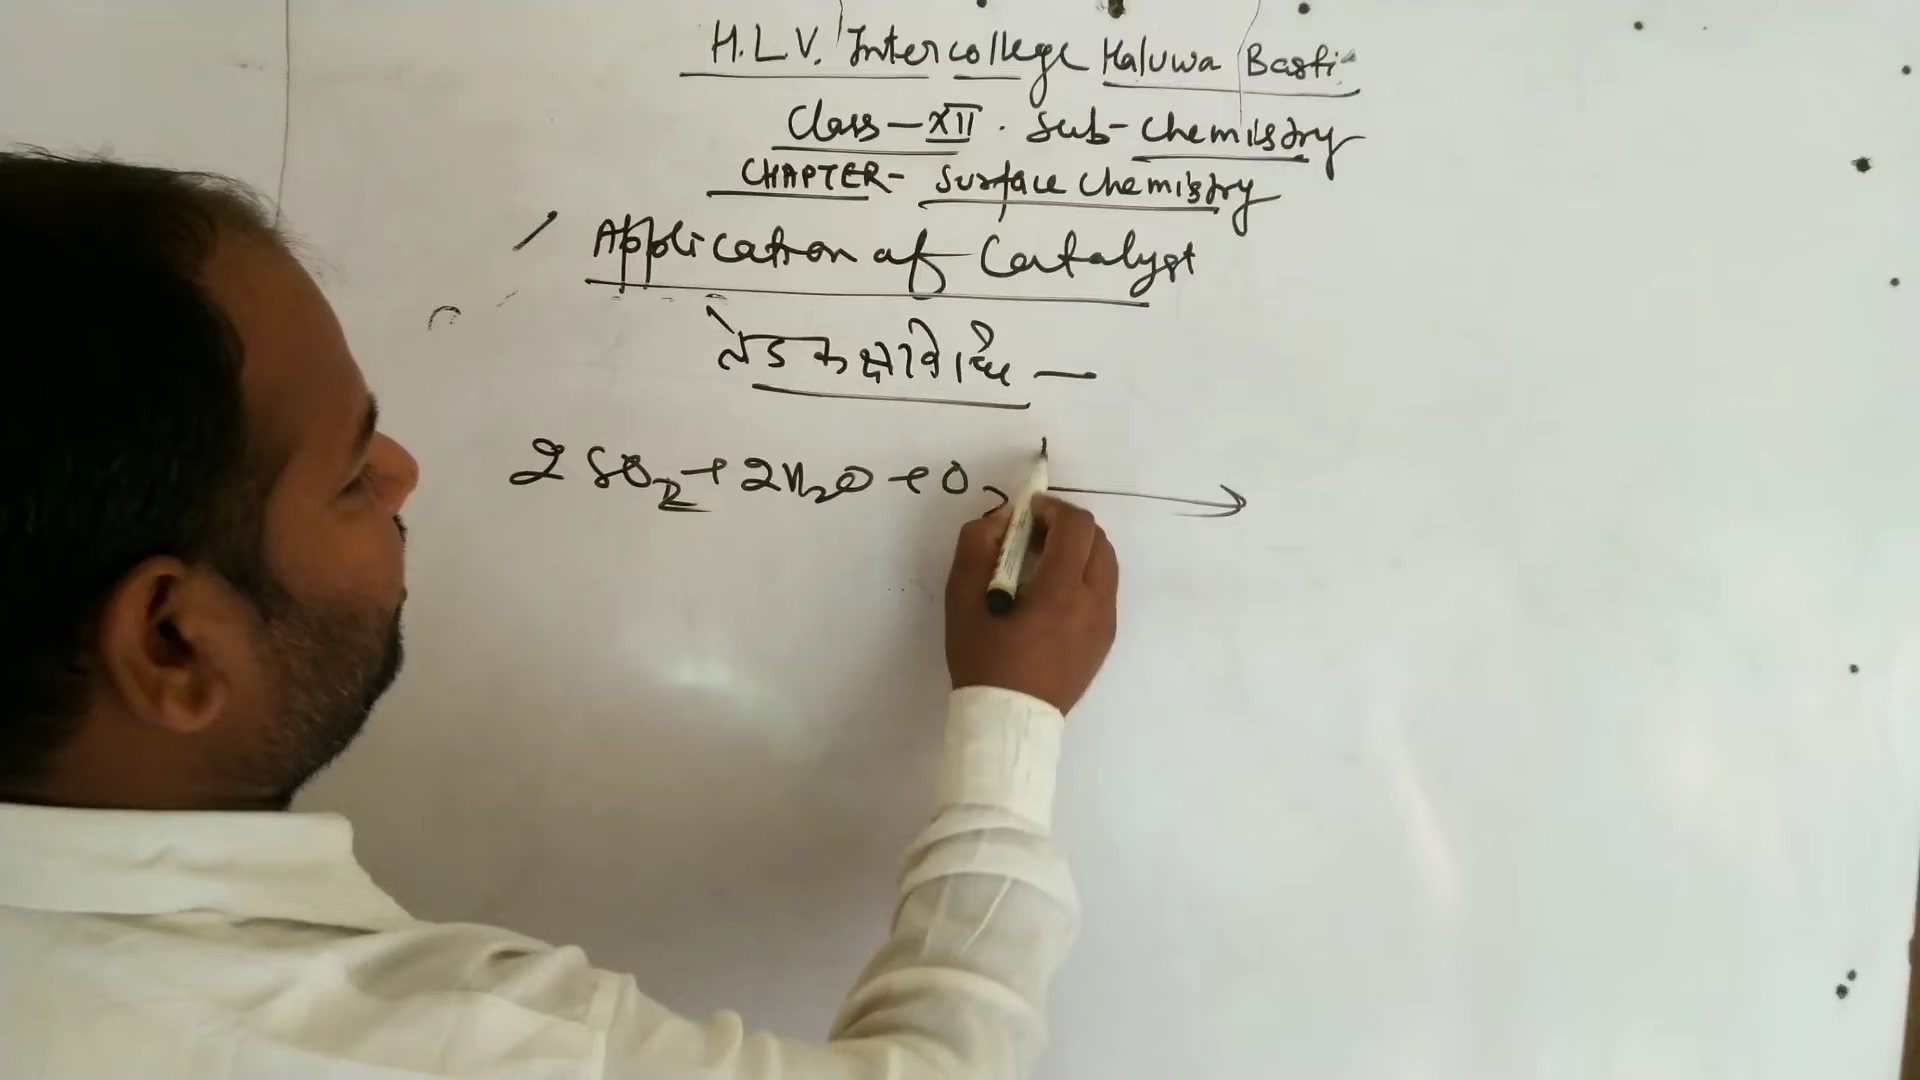 H.L.V. Intercollege Haluwa Basti
Class - XII . Sub - Chemistry
CHAPTER - Surface Chemistry
Application of Catalyst
लेड कक्ष विधि —
2SO₂ + 2H₂O + O₂ →